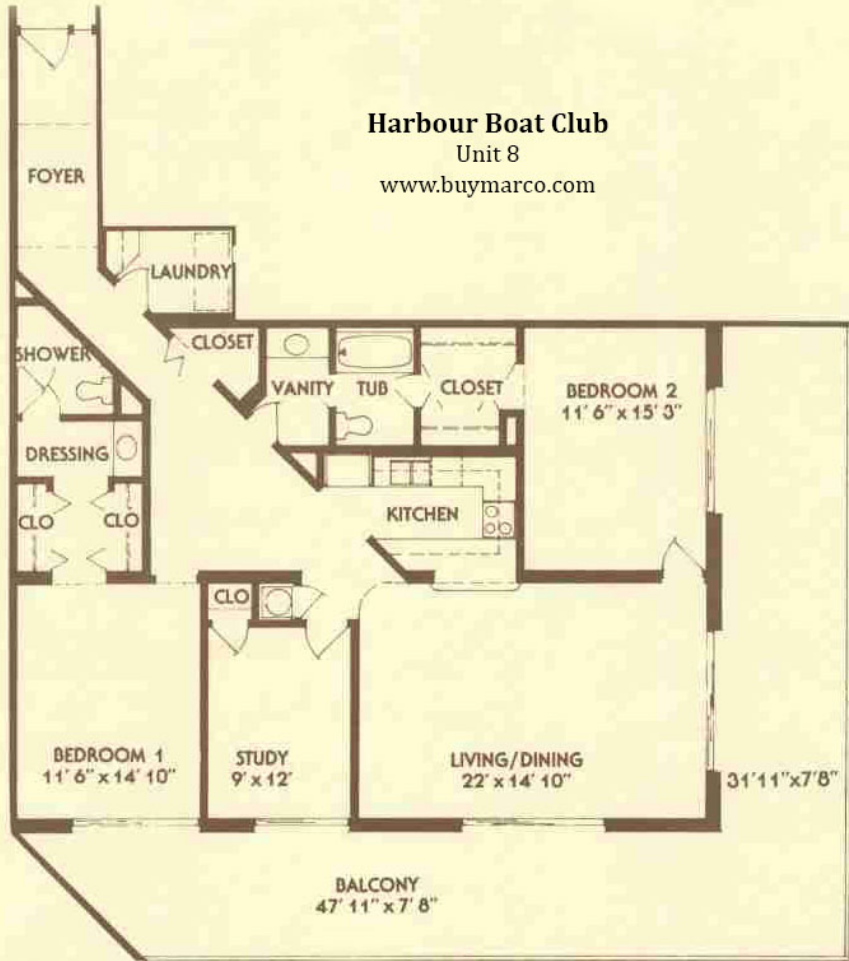 Harbour Boat Club
Unit 8
www.buymarco.com
FOYER
LAUNDRY
CLOSET
SHOWER
VANITY
TUB
CLOSET
BEDROOM 2
11' 6" x 15' 3"
DRESSING
CLO
CLO
KITCHEN
CLO
BEDROOM 1
11' 6" x 14' 10"
STUDY
9' x 12'
LIVING/DINING
22' x 14' 10"
31'11"x7'8"
BALCONY
47' 11" x 7' 8"